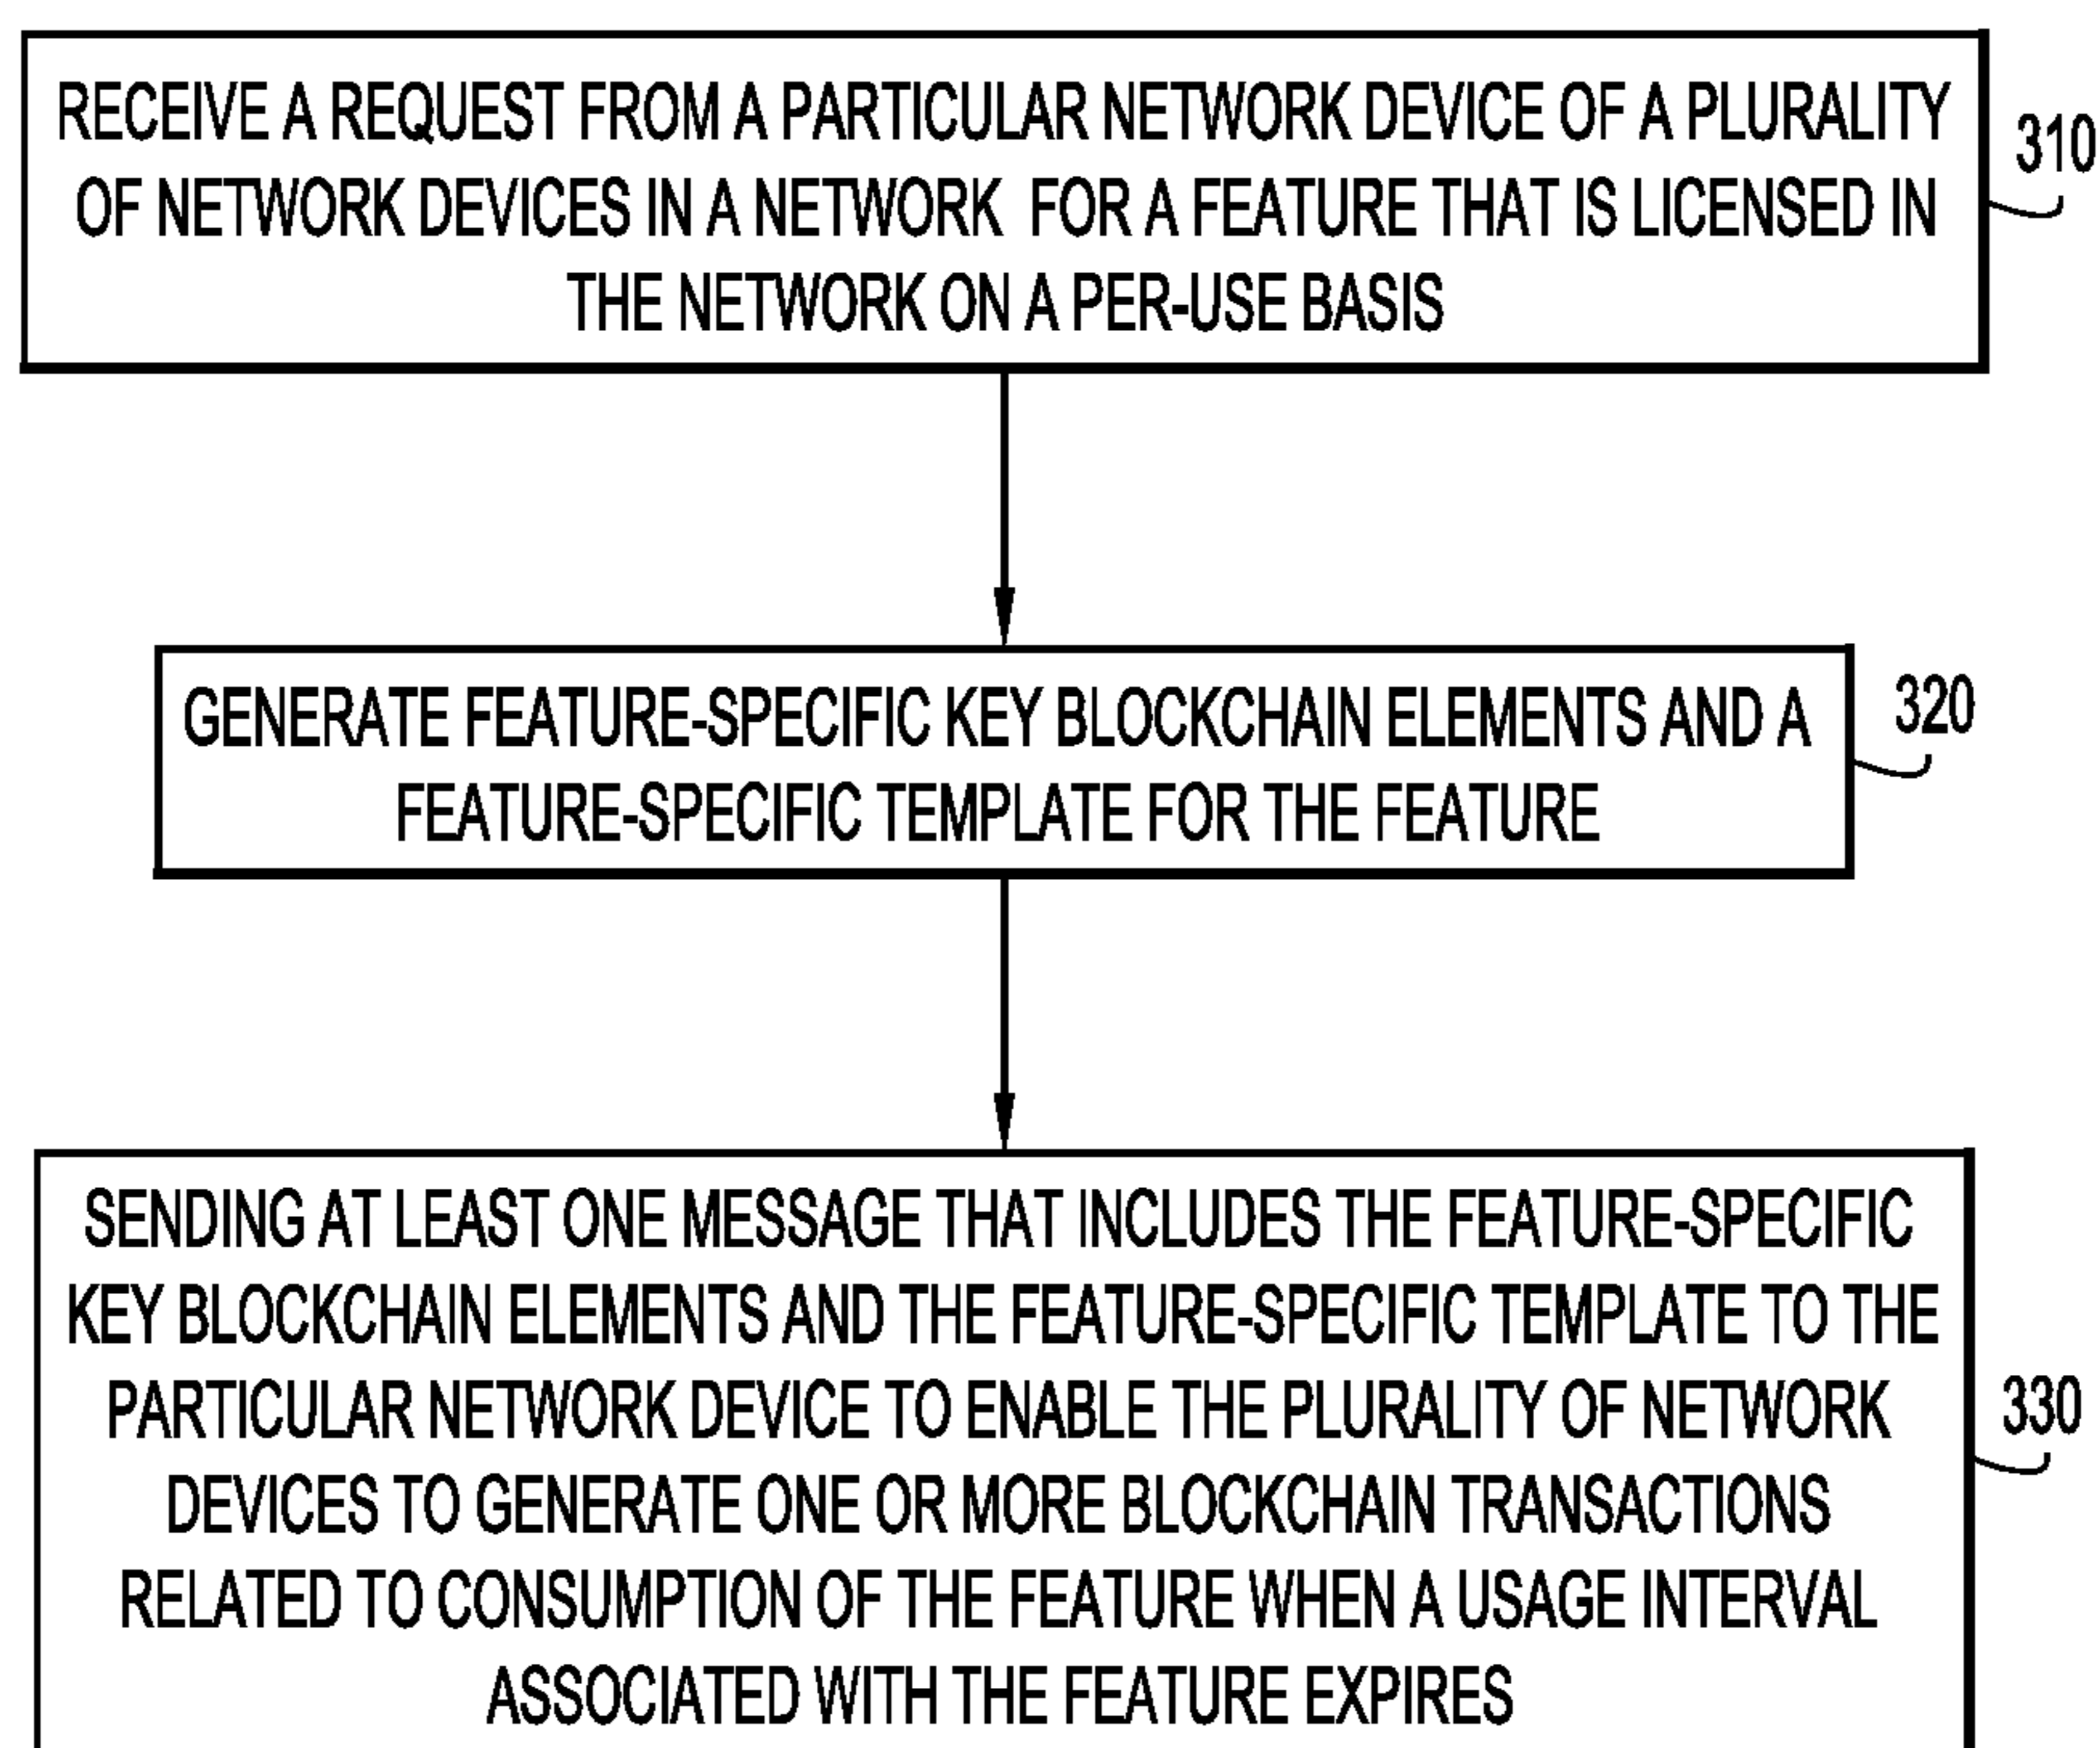 RECEIVE A REQUEST FROM A PARTICULAR NETWORK DEVICE OF A PLURALITY
OF NETWORK DEVICES IN A NETWORK FOR A FEATURE THAT IS LICENSED IN
THE NETWORK ON A PER-USE BASIS
310
GENERATE FEATURE-SPECIFIC KEY BLOCKCHAIN ELEMENTS AND A
FEATURE-SPECIFIC TEMPLATE FOR THE FEATURE
320
SENDING AT LEAST ONE MESSAGE THAT INCLUDES THE FEATURE-SPECIFIC
KEY BLOCKCHAIN ELEMENTS AND THE FEATURE-SPECIFIC TEMPLATE TO THE
PARTICULAR NETWORK DEVICE TO ENABLE THE PLURALITY OF NETWORK
DEVICES TO GENERATE ONE OR MORE BLOCKCHAIN TRANSACTIONS
RELATED TO CONSUMPTION OF THE FEATURE WHEN A USAGE INTERVAL
ASSOCIATED WITH THE FEATURE EXPIRES
330